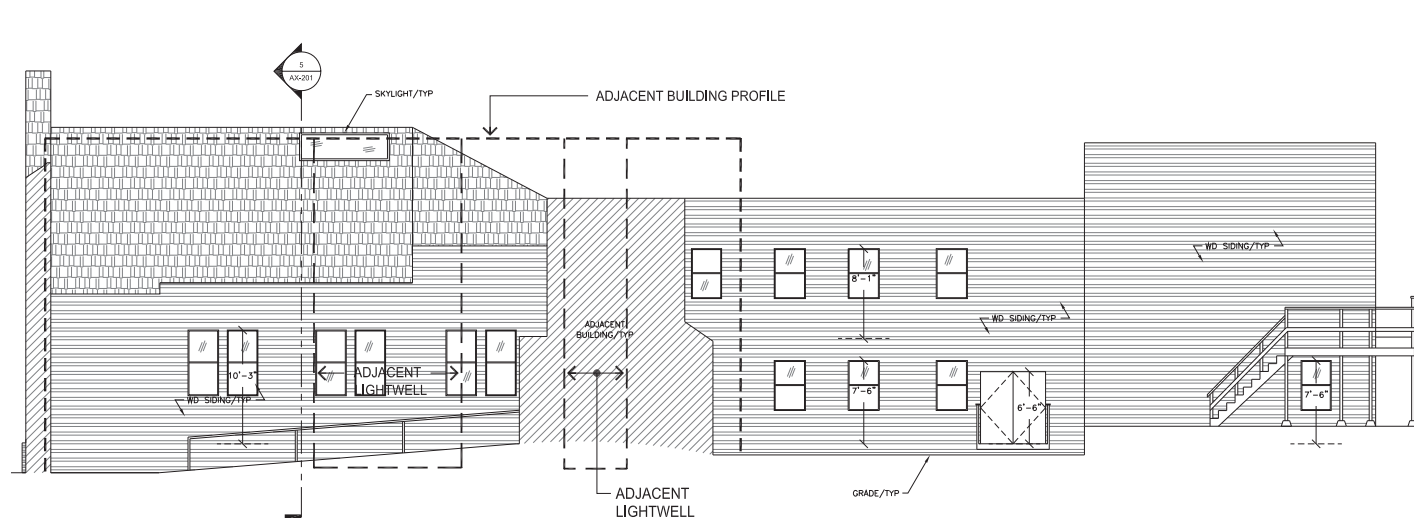 5
AX-201
SKYLIGHT/TYP
ADJACENT BUILDING PROFILE
WD SIDING/TYP
8'-1"
WD SIDING/TYP
ADJACENT
BUILDING/TYP
10'-3"
ADJACENT
LIGHTWELL
7'-6"
6'-6"
7'-6"
WD SIDING/TYP
GRADE/TYP
ADJACENT
LIGHTWELL